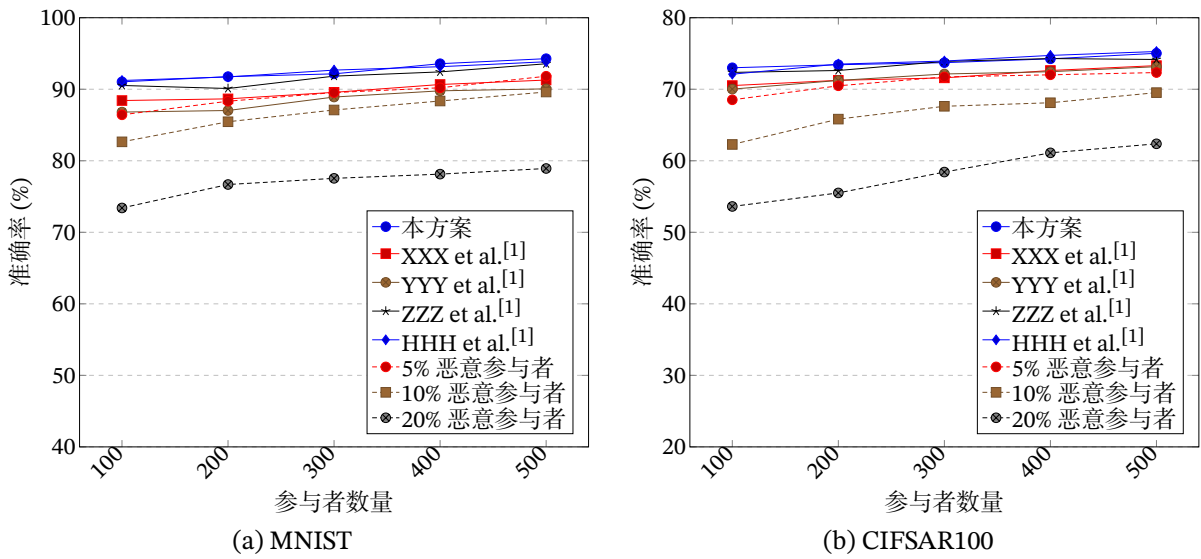 100
90
80
70
60
50
40
准确率 (%)
本方案
XXX et al.[1]
YYY et al.[1]
ZZZ et al.[1]
HHH et al.[1]
5% 恶意参与者
10% 恶意参与者
20% 恶意参与者
100 200 300 400 500
参与者数量
(a) MNIST
80
70
60
50
40
30
20
准确率 (%)
本方案
XXX et al.[1]
YYY et al.[1]
ZZZ et al.[1]
HHH et al.[1]
5% 恶意参与者
10% 恶意参与者
20% 恶意参与者
100 200 300 400 500
参与者数量
(b) CIFSAR100